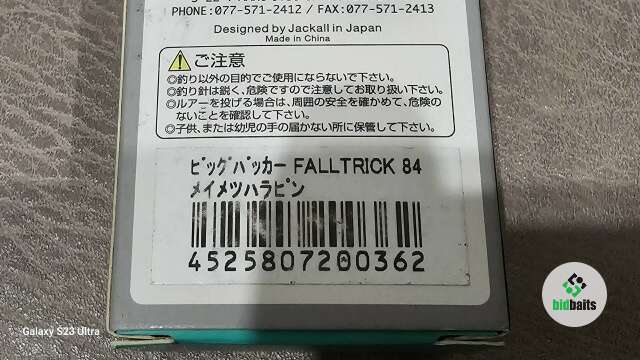 PHONE:077-571-2412 / FAX:077-571-2413
Designed by Jackall in Japan
Made in China
ご注意
◎釣り以外の目的でご使用にならないで下さい。
◎釣り針は鋭く、危険ですので注意してお取り扱い下さい。
◎ルアーを投げる場合は、周囲の安全を確かめて、危険の
ないことを確認して下さい。
◎子供、または幼児の手の届かない所に保管して下さい。
ビッグバッカー FALLTRICK 84
メイメツハラピン
4525807200362
bidbaits
Galaxy S23 Ultra